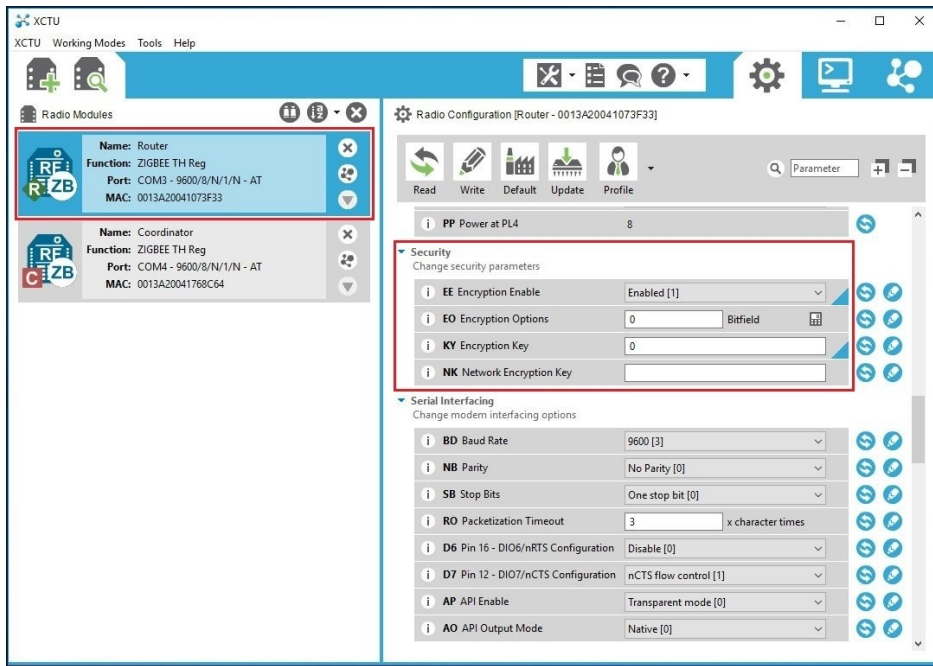 XCTU
XCTU Working Modes Tools Help
Radio Modules
Name: Router
Function: ZIGBEE TH Reg
Port: COM3 - 9600/8/N/1/N - AT
MAC: 0013A20041073F33
RF
R ZB
Name: Coordinator
Function: ZIGBEE TH Reg
Port: COM4 - 9600/8/N/1/N - AT
MAC: 0013A20041768C64
RF
C ZB
Radio Configuration [Router - 0013A20041073F33]
Read Write Default Update Profile
Parameter
i PP Power at PL4 8
Security
Change security parameters
i EE Encryption Enable Enabled [1]
i EO Encryption Options 0 Bitfield
i KY Encryption Key 0
i NK Network Encryption Key
Serial Interfacing
Change modem interfacing options
i BD Baud Rate 9600 [3]
i NB Parity No Parity [0]
i SB Stop Bits One stop bit [0]
i RO Packetization Timeout 3 x character times
i D6 Pin 16 - DIO6/nRTS Configuration Disable [0]
i D7 Pin 12 - DIO7/nCTS Configuration nCTS flow control [1]
i AP API Enable Transparent mode [0]
i AO API Output Mode Native [0]